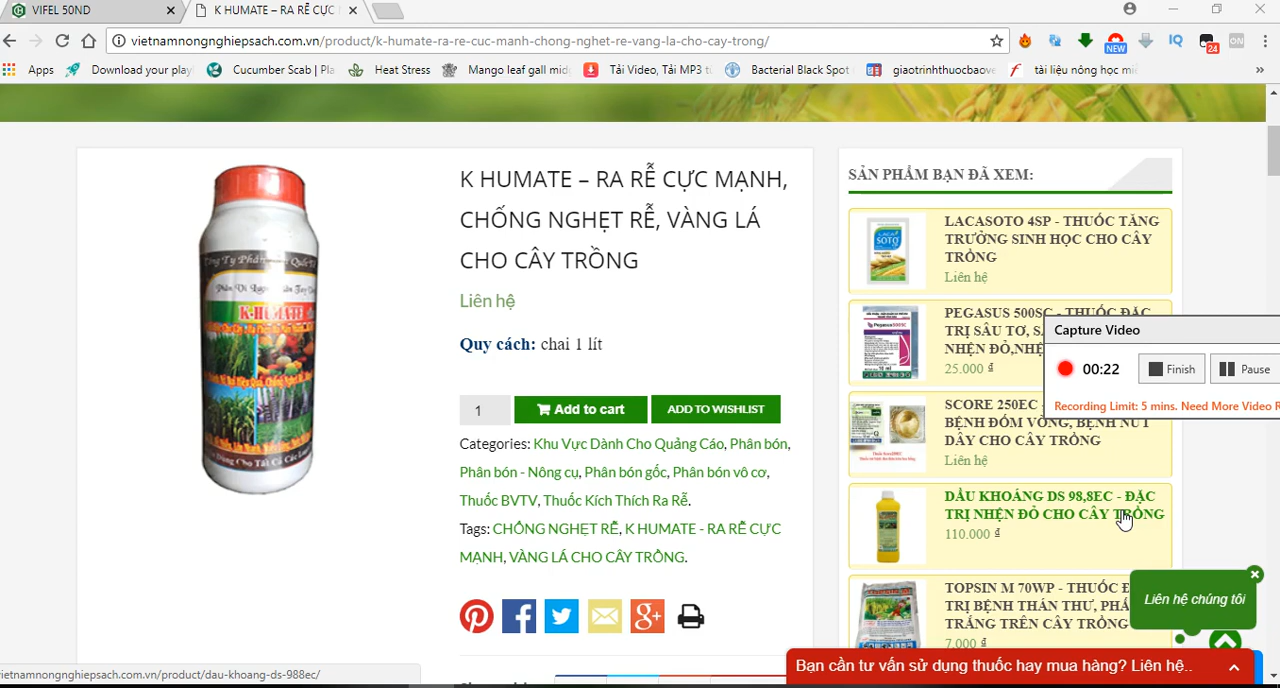 VIFEL 50ND
K HUMATE – RA RỄ CỰC
vietnamnongnghiepsach.com.vn/product/k-humate-ra-re-cuc-manh-chong-nghet-re-vang-la-cho-cay-trong/
NEW
24
ON
Apps
Download your play
Cucumber Scab | Pla
Heat Stress
Mango leaf gall mid
Tải Video, Tải MP3 từ
Bacterial Black Spot
giaotrinhthuocbaove
tài liệu nông học miễ
K HUMATE – RA RỄ CỰC MẠNH,
CHỐNG NGHẸT RỄ, VÀNG LÁ
CHO CÂY TRỒNG
Liên hệ
Quy cách: chai 1 lít
1
Add to cart
ADD TO WISHLIST
Categories: Khu Vực Dành Cho Quảng Cáo, Phân bón,
Phân bón - Nông cụ, Phân bón gốc, Phân bón vô cơ,
Thuốc BVTV, Thuốc Kích Thích Ra Rễ.
Tags: CHỐNG NGHẸT RỄ, K HUMATE - RA RỄ CỰC
MẠNH, VÀNG LÁ CHO CÂY TRỒNG.
K-HUMATE
SẢN PHẨM BẠN ĐÃ XEM:
LACASOTO 4SP - THUỐC TĂNG
TRƯỞNG SINH HỌC CHO CÂY
TRỒNG
Liên hệ
PEGASUS 500SC - THUỐC ĐẶC
TRỊ SÂU TƠ, S
NHỆN ĐỎ,NHỆ
25.000 ₫
SCORE 250EC
BỆNH ĐỐM VÒNG, BỆNH NỨT
DÂY CHO CÂY TRỒNG
Liên hệ
DẦU KHOÁNG DS 98,8EC - ĐẶC
TRỊ NHỆN ĐỎ CHO CÂY TRỒNG
110.000 ₫
TOPSIN M 70WP - THUỐC Đ
TRỊ BỆNH THÁN THƯ, PHẤ
TRẮNG TRÊN CÂY TRỒNG
7.000 ₫
Capture Video
00:22
Finish
Pause
Recording Limit: 5 mins. Need More Video R
Liên hệ chúng tôi
Bạn cần tư vấn sử dụng thuốc hay mua hàng? Liên hệ..
ietnamnongnghiepsach.com.vn/product/dau-khoang-ds-988ec/